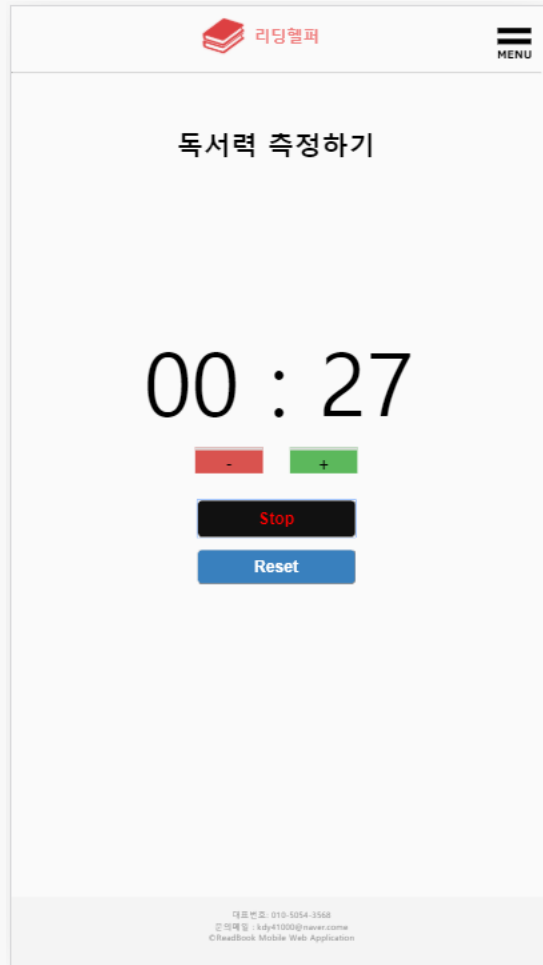 리딩헬퍼
MENU
독서력 측정하기
00 : 27
- +
Stop
Reset
대표번호: 010-5054-3568
문의메일 : kdy41000@naver.come
©ReadBook Mobile Web Application